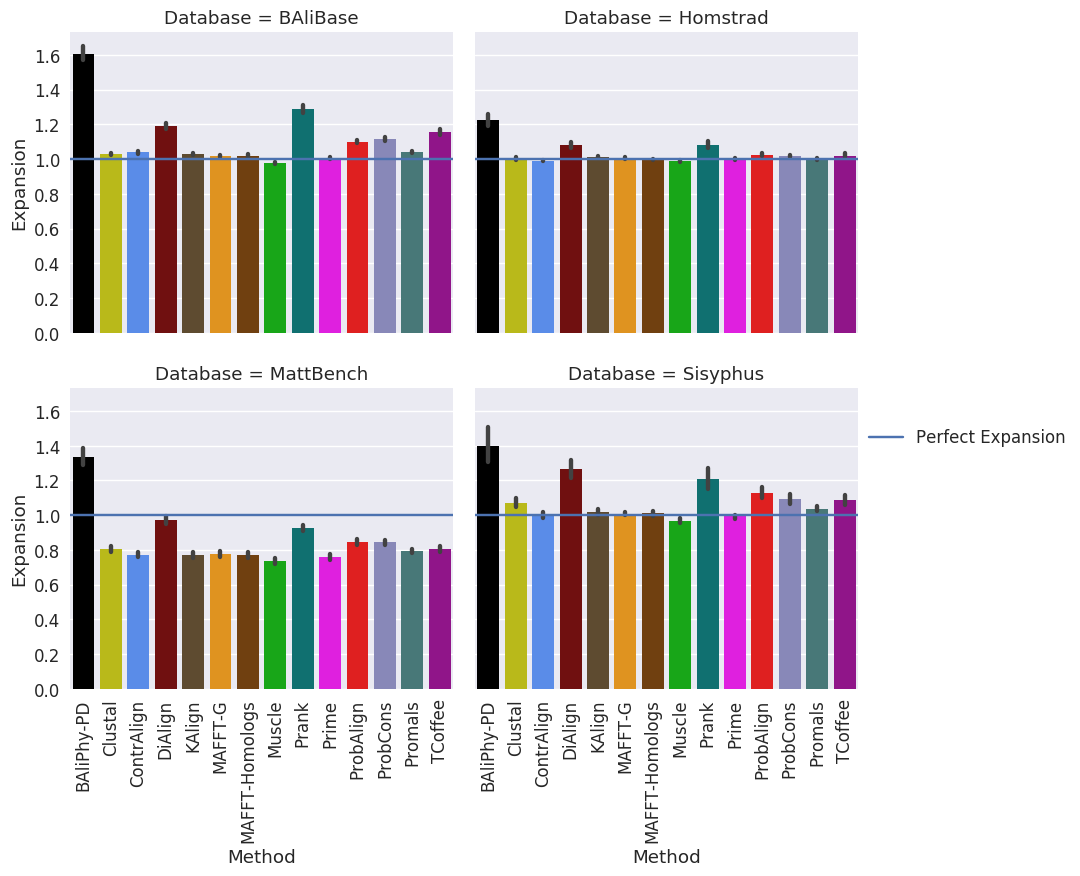 Database = BAliBase
Database = Homstrad
Expansion
1.6
1.4
1.2
1.0
0.8
0.6
0.4
0.2
0.0
Database = MattBench
Database = Sisyphus
Expansion
1.6
1.4
1.2
1.0
0.8
0.6
0.4
0.2
0.0
Perfect Expansion
BAliPhy-PD
Clustal
ContrAlign
DiAlign
KAlign
MAFFT-G
MAFFT-Homologs
Muscle
Prank
Prime
ProbAlign
ProbCons
Promals
TCoffee
BAliPhy-PD
Clustal
ContrAlign
DiAlign
KAlign
MAFFT-G
MAFFT-Homologs
Muscle
Prank
Prime
ProbAlign
ProbCons
Promals
TCoffee
Method
Method